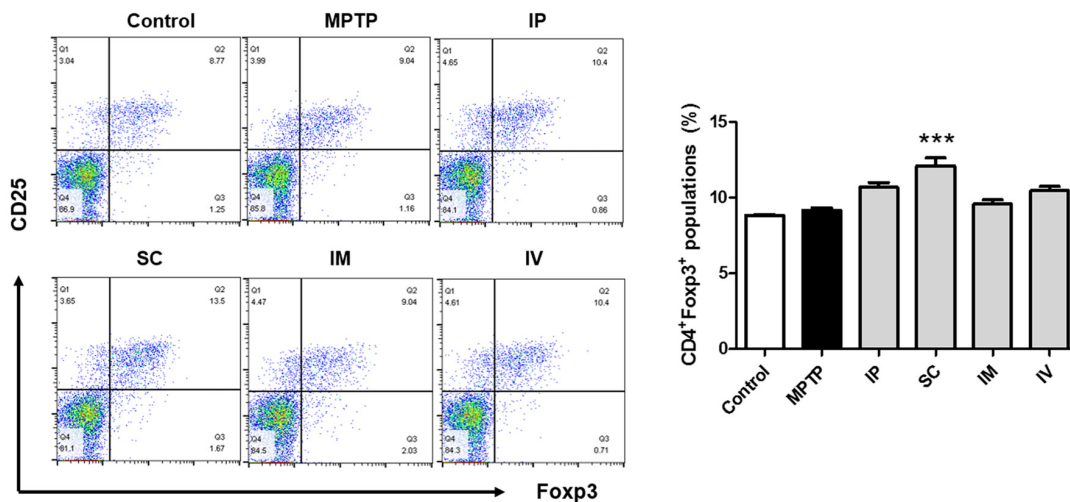 Control
MPTP
IP
Q1
3.04
Q2
8.77
Q4
86.9
Q3
1.25
Q1
3.99
Q2
9.04
Q4
85.8
Q3
1.16
Q1
4.65
Q2
10.4
Q4
84.1
Q3
0.86
SC
IM
IV
Q1
3.65
Q2
13.5
Q4
81.1
Q3
1.67
Q1
4.47
Q2
9.04
Q4
84.5
Q3
2.03
Q1
4.61
Q2
10.4
Q4
84.3
Q3
0.71
CD25
Foxp3
CD4⁺Foxp3⁺ populations (%)
15
10
5
0
***
Control
MPTP
IP
SC
IM
IV